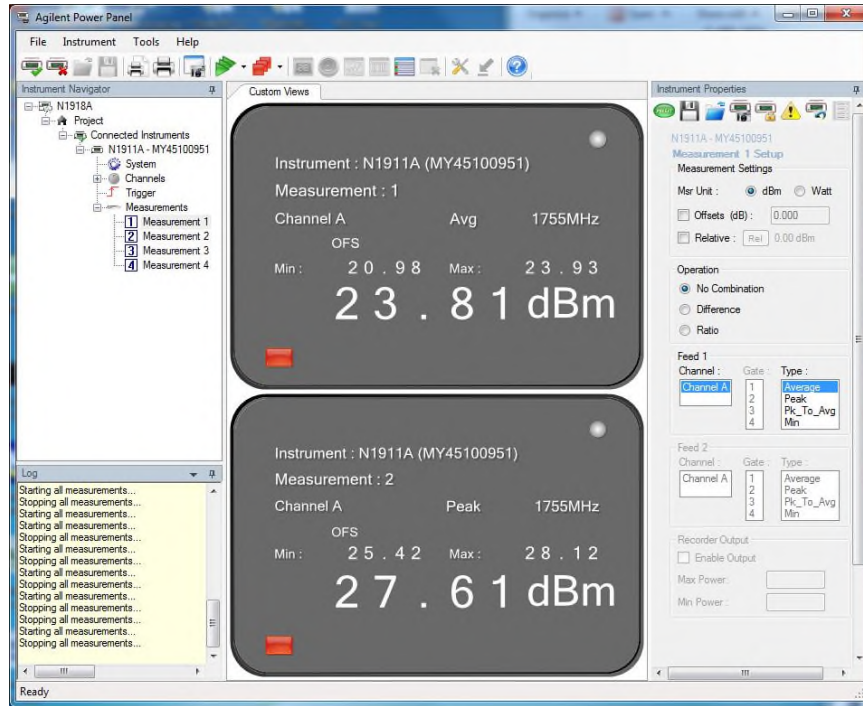 Agilent Power Panel
File Instrument Tools Help
Instrument Navigator
N1918A
Project
Connected Instruments
N1911A - MY45100951
System
Channels
Trigger
Measurements
1 Measurement 1
2 Measurement 2
3 Measurement 3
4 Measurement 4
Log
Starting all measurements...
Stopping all measurements...
Starting all measurements...
Stopping all measurements...
Starting all measurements...
Starting all measurements...
Stopping all measurements...
Starting all measurements...
Stopping all measurements...
Starting all measurements...
Stopping all measurements...
Starting all measurements...
Stopping all measurements...
Ready
Custom Views
Instrument : N1911A (MY45100951)
Measurement : 1
Channel A Avg 1755MHz
OFS
Min : 20.98 Max : 23.93
23.81 dBm
Instrument : N1911A (MY45100951)
Measurement : 2
Channel A Peak 1755MHz
OFS
Min : 25.42 Max : 28.12
27.61 dBm
Instrument Properties
N1911A - MY45100951
Measurement 1 Setup
Measurement Settings
Msr Unit : dBm Watt
Offsets (dB) : 0.000
Relative : Rel 0.00 dBm
Operation
No Combination
Difference
Ratio
Feed 1
Channel : Gate : Type :
Channel A 1 Average
2 Peak
3 Pk_To_Avg
4 Min
Feed 2
Channel : Gate : Type :
Channel A 1 Average
2 Peak
3 Pk_To_Avg
4 Min
Recorder Output
Enable Output
Max Power:
Min Power :